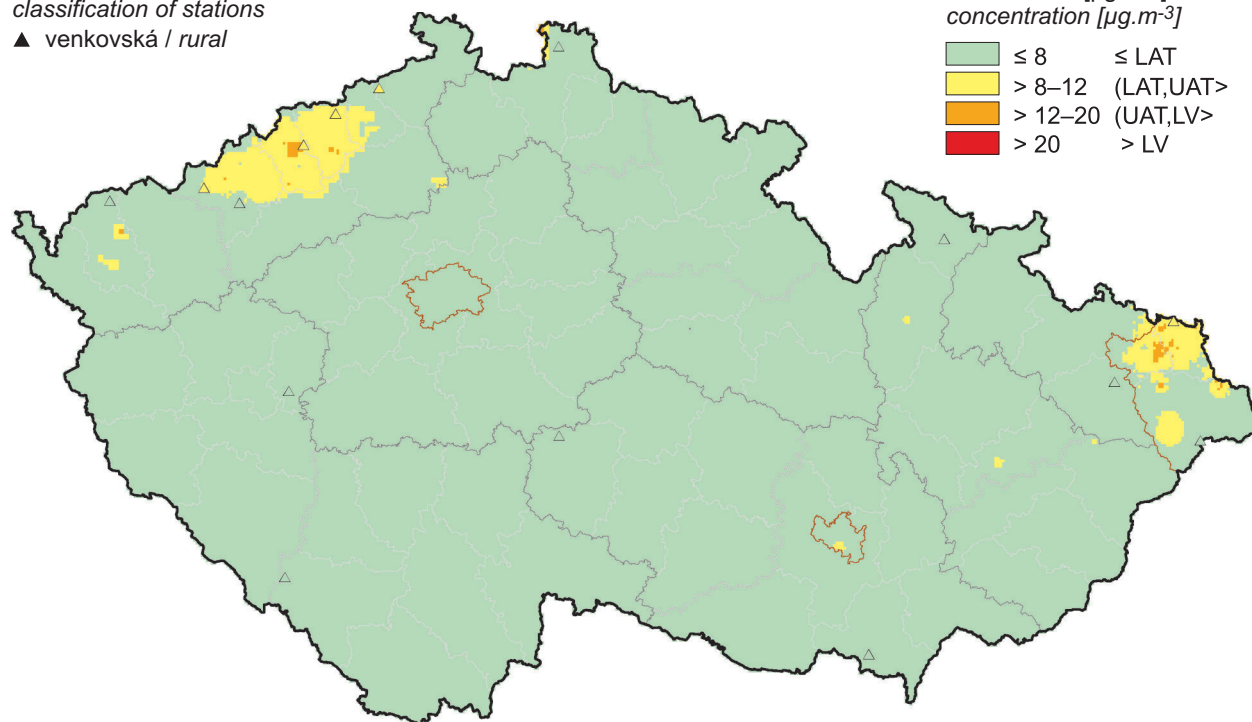 classification of stations
▲ venkovská / rural
concentration [µg.m-3]
≤ 8 ≤ LAT
> 8–12 (LAT,UAT>
> 12–20 (UAT,LV>
> 20 > LV